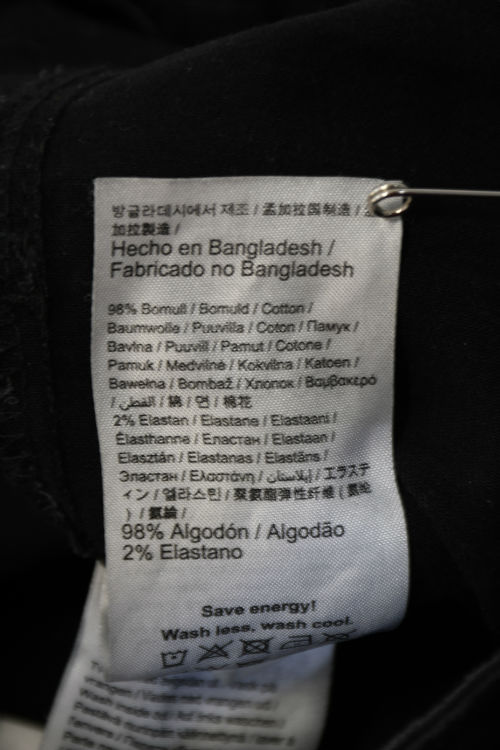 방글라데시에서 제조 / 孟加拉国制造 /
加拉製造 /
Hecho en Bangladesh /
Fabricado no Bangladesh
98% Bomull / Bomuld / Cotton /
Baumwolle / Puuvilla / Coton / Памук /
Bavlna / Puuvill / Pamut / Cotone /
Pamuk / Medvilnė / Kokvilna / Katoen /
Bawełna / Bombaž / Хлопок / Βαμβακερό
/ القطن / 綿 / 면 / 棉花
2% Elastan / Elastane / Elastaani /
Élasthanne / Еластан / Elastaan /
Elasztán / Elastanas / Elastāns /
Эластан / Ελαστάνη / إيلاستان / エラステ
ィン / 엘라스틴 / 聚氨酯弹性纤维 ( 氨纶
) / 氨綸 /
98% Algodón / Algodão
2% Elastano
Save energy!
Wash less, wash cool.